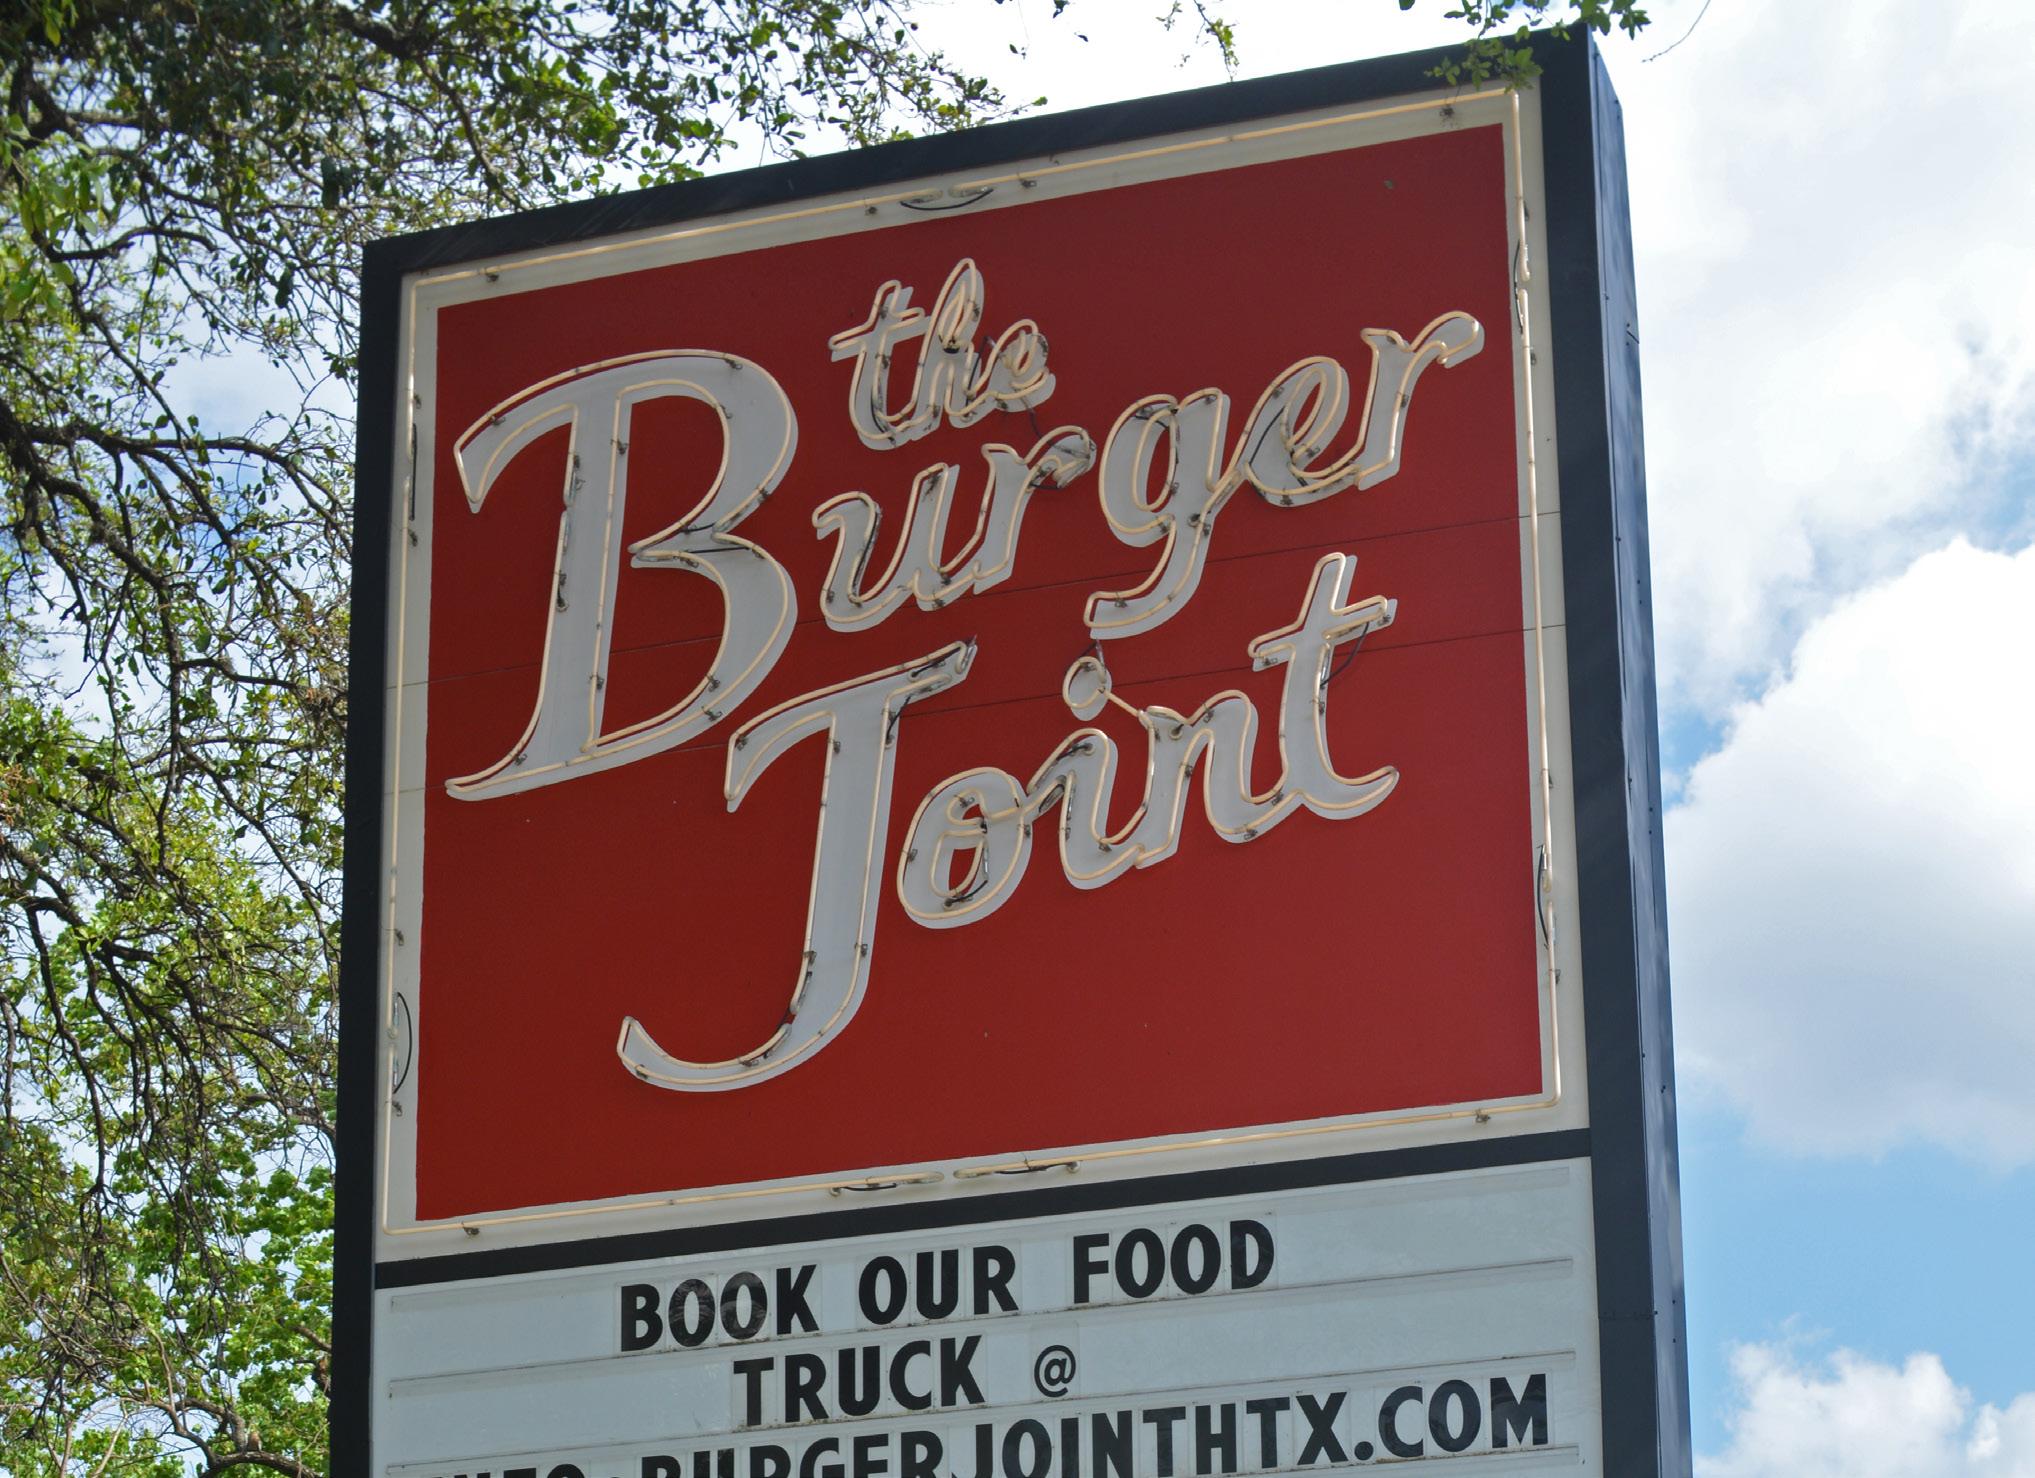 the
Burger
Joint
BOOK OUR FOOD
TRUCK @
BURGERJOINTHTX.COM